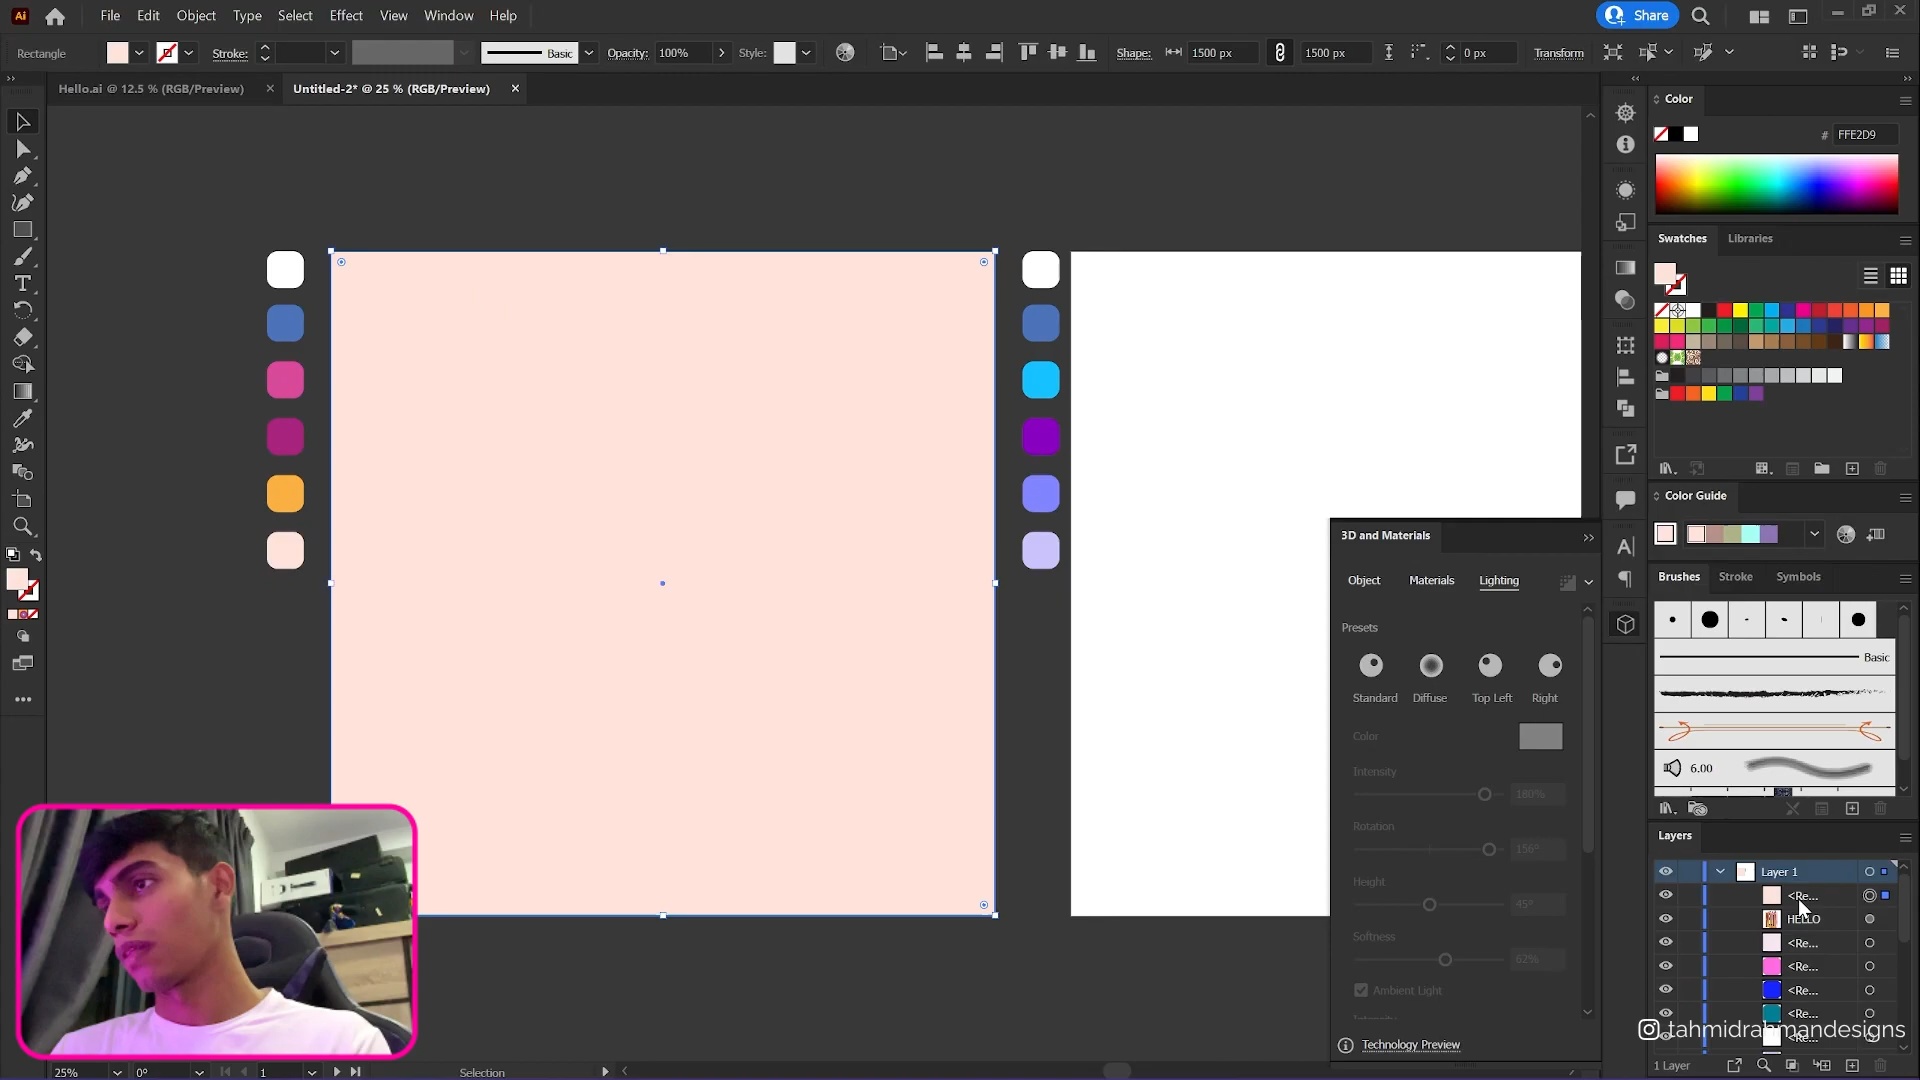 Ai File Edit Object Type Select Effect View Window Help Share
Rectangle Stroke: Basic Opacity: 100% Style: Shape: 1500 px 1500 px 0 px Transform
Hello.ai @ 12.5 % (RGB/Preview) Untitled-2* @ 25 % (RGB/Preview)
Color
# FFE2D9
Swatches Libraries
Color Guide
3D and Materials
Object Materials Lighting
Presets
Standard Diffuse Top Left Right
Color
Intensity
180%
Rotation
156°
Height
45°
Softness
62%
Ambient Light
Technology Preview
Brushes Stroke Symbols
Basic
6.00
Layers
Layer 1
<Re...
HELLO
<Re...
<Re...
<Re...
<Re...
<Re...
tahmidrahmandesigns
1 Layer
25% 0° 1 Selection